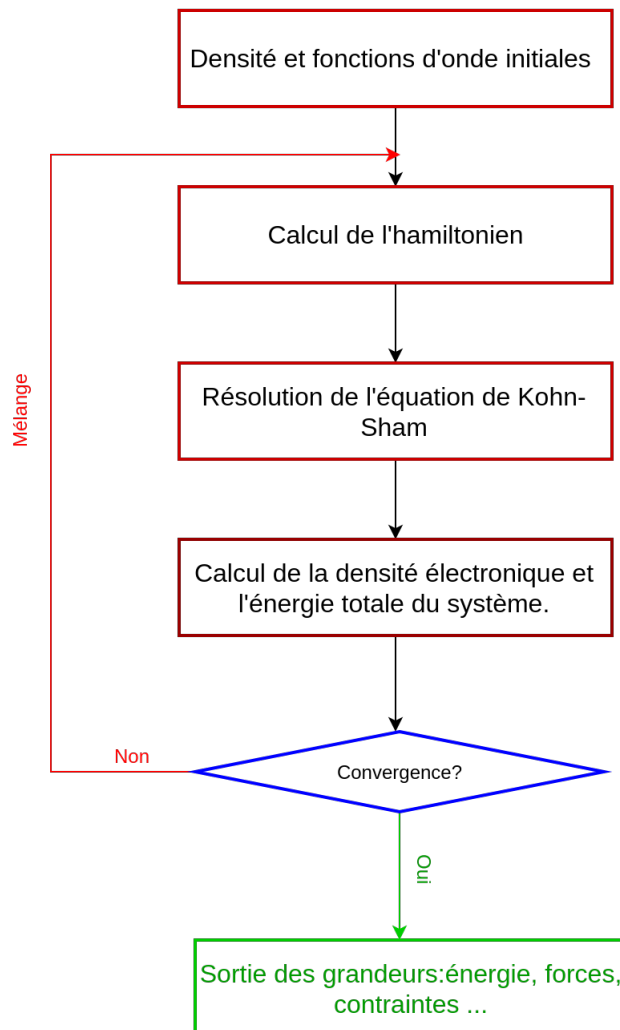 Densité et fonctions d'onde initiales
Calcul de l'hamiltonien
Mélange
Résolution de l'équation de Kohn-
Sham
Calcul de la densité électronique et
l'énergie totale du système.
Non
Convergence?
Oui
Sortie des grandeurs:énergie, forces,
contraintes ...